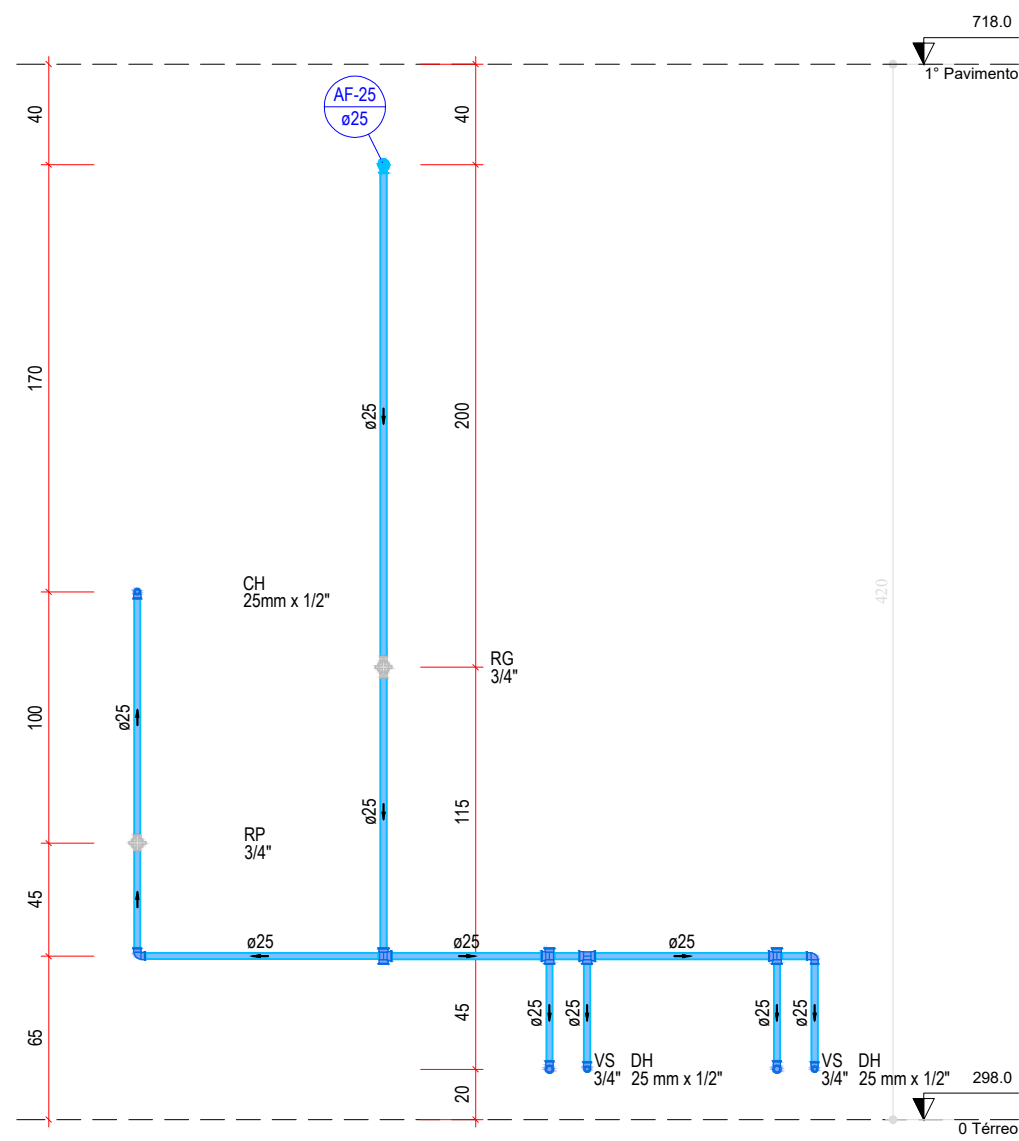 718.0
1° Pavimento
40
AF-25
ø25
40
170
ø25
200
CH
25mm x 1/2"
420
RG
3/4"
100
ø25
ø25
115
RP
3/4"
45
ø25
ø25
ø25
65
45
ø25
ø25
ø25
ø25
VS
3/4"
DH
25 mm x 1/2"
VS
3/4"
DH
25 mm x 1/2"
298.0
20
0 Térreo